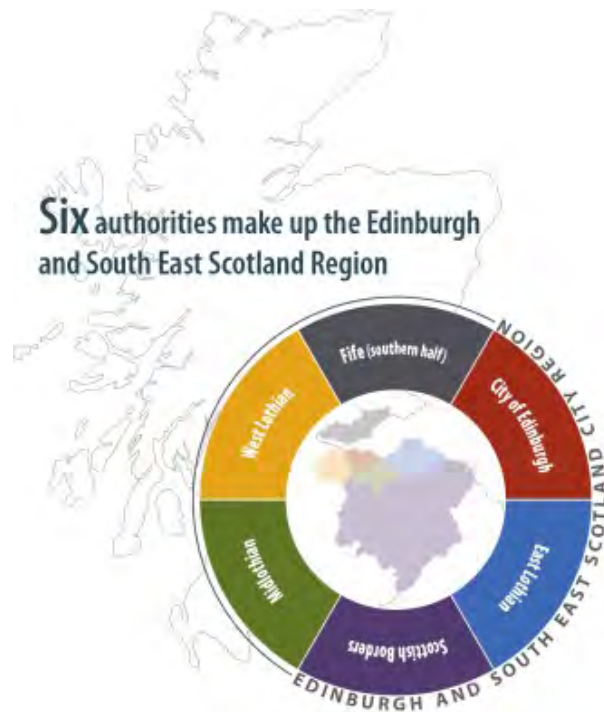 Six authorities make up the Edinburgh
and South East Scotland Region
Fife (southern half)
City of Edinburgh
East Lothian
Scottish Borders
Midlothian
West Lothian
EDINBURGH AND SOUTH EAST SCOTLAND CITY REGION